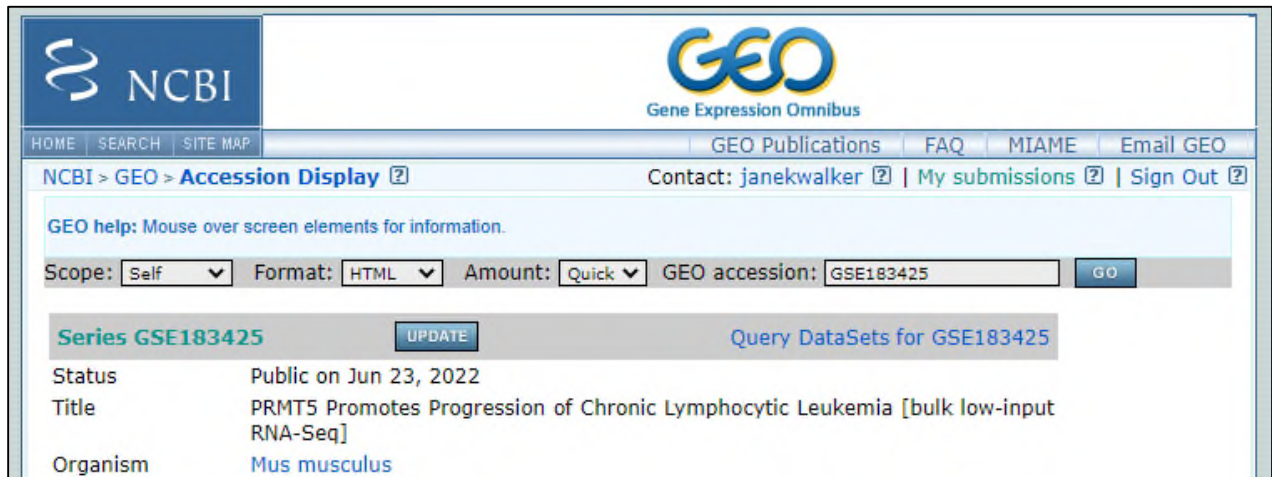 NCBI
GEO
Gene Expression Omnibus
HOME SEARCH SITE MAP GEO Publications FAQ MIAME Email GEO
NCBI > GEO > Accession Display ? Contact: janekwalker ? | My submissions ? | Sign Out ?
GEO help: Mouse over screen elements for information.
Scope: Self Format: HTML Amount: Quick GEO accession: GSE183425 GO
Series GSE183425 UPDATE Query DataSets for GSE183425
Status Public on Jun 23, 2022
Title PRMT5 Promotes Progression of Chronic Lymphocytic Leukemia [bulk low-input
RNA-Seq]
Organism Mus musculus